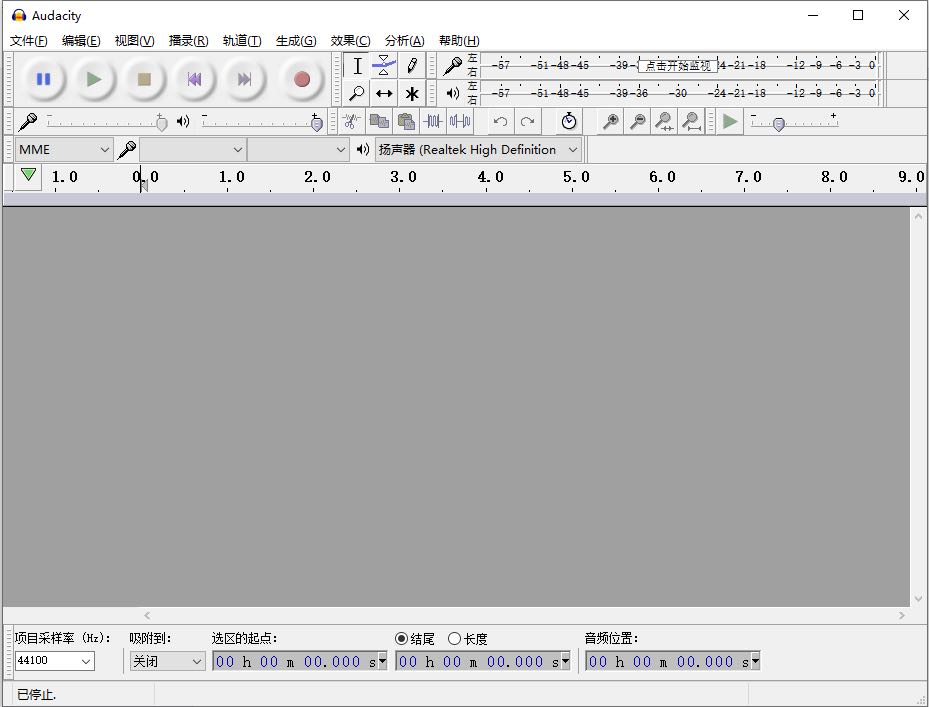 Audacity
文件(F) 编辑(E) 视图(V) 播录(R) 轨道(T) 生成(G) 效果(C) 分析(A) 帮助(H)
左 -57 -51-48-45 -39- 点击开始监视 -21-18 -12 -9 -6 -3 0
右
左 -57 -51-48-45 -39-36 -30 -24-21-18 -12 -9 -6 -3 0
右
MME 扬声器 (Realtek High Definition
1.0 0.0 1.0 2.0 3.0 4.0 5.0 6.0 7.0 8.0 9.0
项目采样率 (Hz): 吸附到: 选区的起点: 结尾 长度 音频位置:
44100 关闭 00 h 00 m 00.000 s 00 h 00 m 00.000 s 00 h 00 m 00.000 s
已停止.